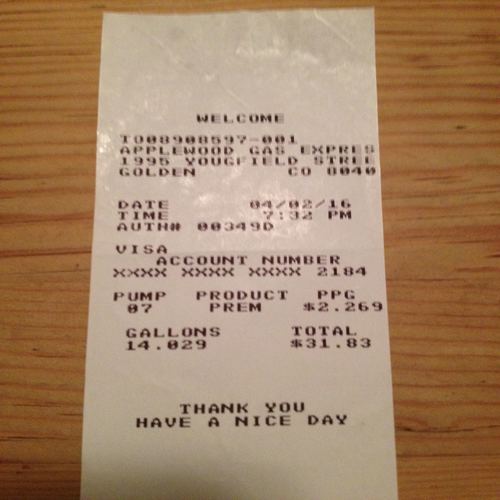 WELCOME
TO08908597-001
APPLEWOOD GAS EXPRES
1995 YOUGFIELD STREE
GOLDEN CO 8040
DATE 04/02/16
TIME 7:32 PM
AUTH# 00349D
VISA
ACCOUNT NUMBER
XXXX XXXX XXXX 2184
PUMP PRODUCT PPG
07 PREM $2.269
GALLONS TOTAL
14.029 $31.83
THANK YOU
HAVE A NICE DAY